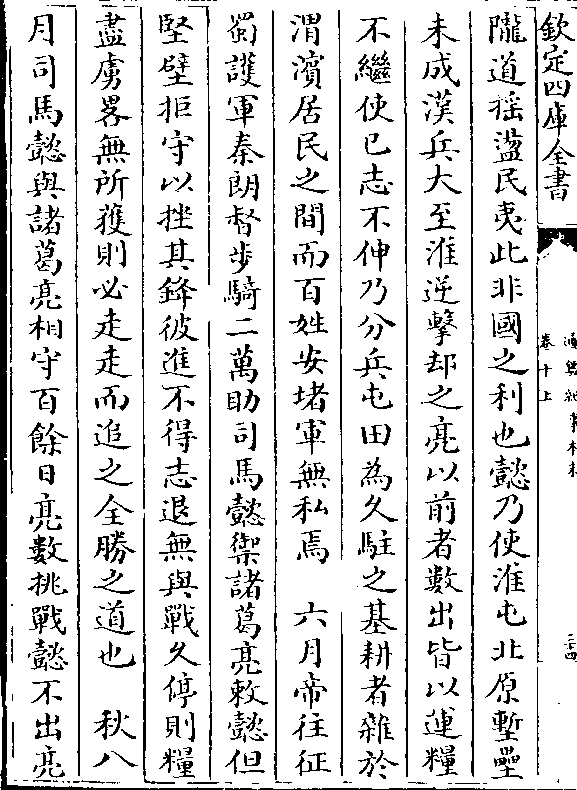 欽定四庫全書
通鑑紀事本末
卷十上
二十四
隴道揺盪民夷此非國之利也懿乃使淮屯北原塹壘
未成漢兵大至淮逆擊却之亮以前者數出皆以運糧
不繼使已志不伸乃分兵屯田為久駐之基耕者雜於
渭濱居民之間而百姓安堵軍無私焉　六月帝往征
蜀護軍秦朗督步騎二萬助司馬懿禦諸葛亮敕懿但
堅壁拒守以挫其鋒彼進不得志退無與戰久停則糧
盡虜畧無所獲則必走走而追之全勝之道也　秋八
月司馬懿與諸葛亮相守百餘日亮數挑戰懿不出亮